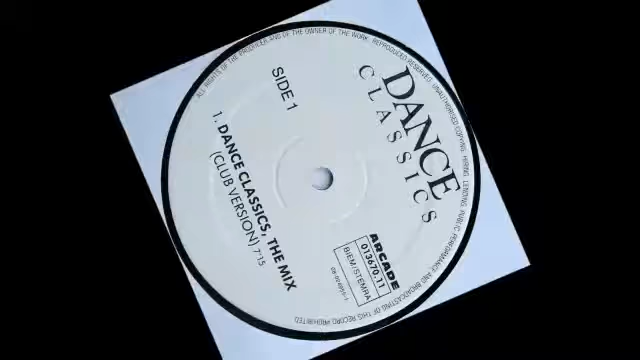 ALL RIGHTS OF THE PRODUCER AND OF THE OWNER OF THE WORK REPRODUCED RESERVED. UNAUTHORISED COPYING, HIRING, LENDING, PUBLIC PERFORMANCE AND BROADCASTING OF THIS RECORD PROHIBITED.
DANCE
CLASSICS
SIDE 1
1. DANCE CLASSICS, THE MIX
(CLUB VERSION) 7'15
ARCADE
013670.11
BIEM/STEMRA